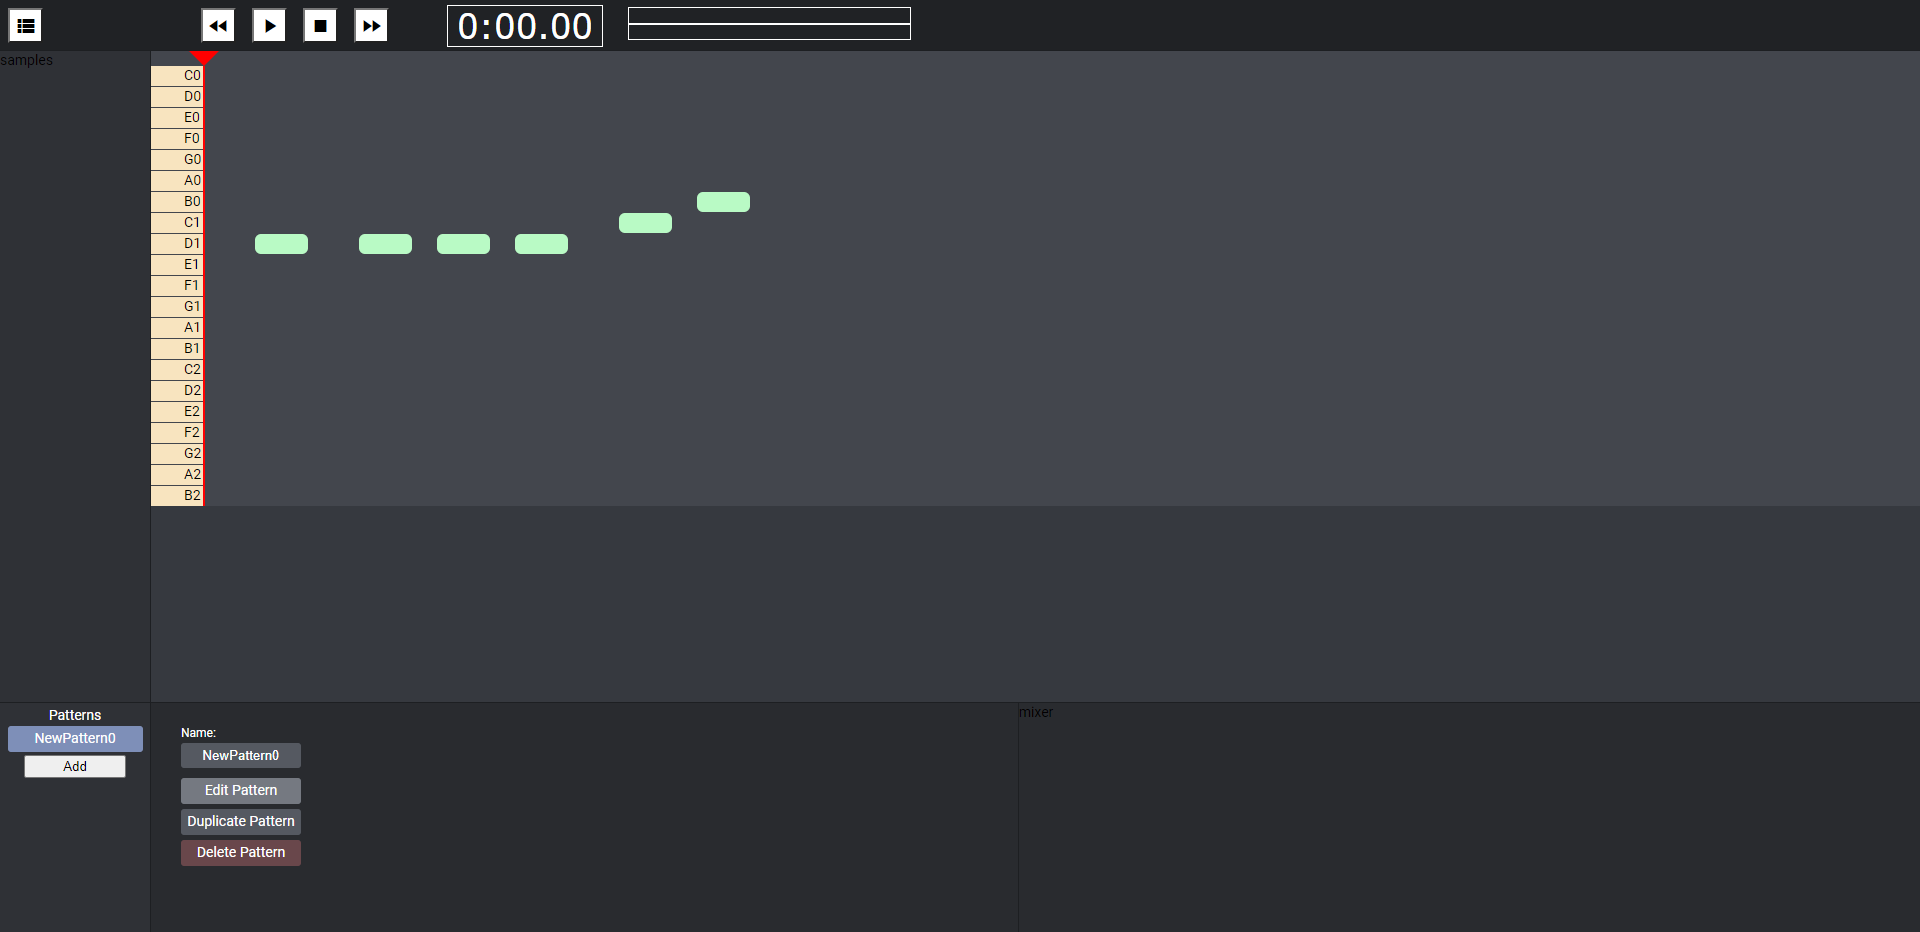 0:00.00
samples
C0
D0
E0
F0
G0
A0
B0
C1
D1
E1
F1
G1
A1
B1
C2
D2
E2
F2
G2
A2
B2
Patterns
NewPattern0
Add
Name:
NewPattern0
Edit Pattern
Duplicate Pattern
Delete Pattern
mixer